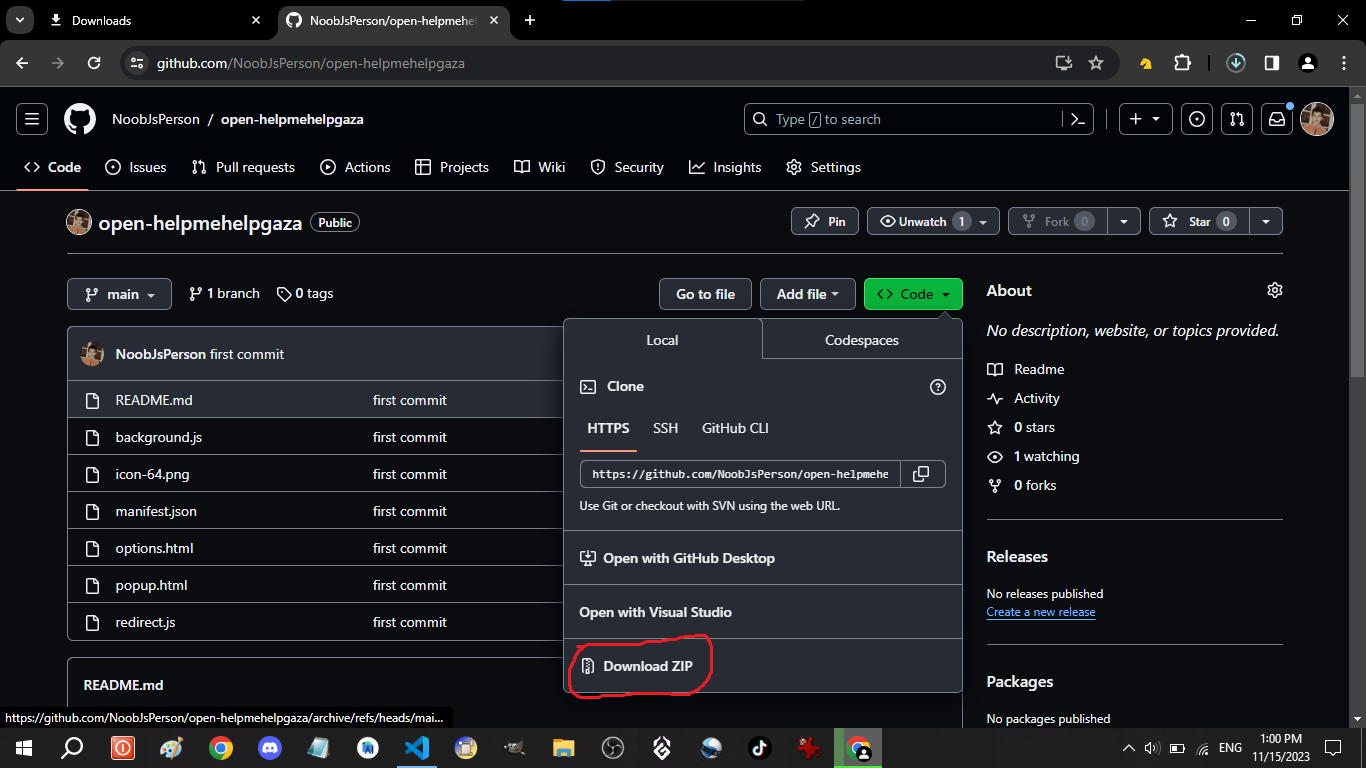 Downloads
NoobJsPerson/open-helpmehelp
github.com/NoobJsPerson/open-helpmehelpgaza
NoobJsPerson / open-helpmehelpgaza
Type / to search
Code Issues Pull requests Actions Projects Wiki Security Insights Settings
open-helpmehelpgaza Public
Pin Unwatch 1 Fork 0 Star 0
main 1 branch 0 tags Go to file Add file Code
NoobJsPerson first commit
README.md first commit
background.js first commit
icon-64.png first commit
manifest.json first commit
options.html first commit
popup.html first commit
redirect.js first commit
README.md
Local Codespaces
Clone
HTTPS SSH GitHub CLI
https://github.com/NoobJsPerson/open-helpmehe
Use Git or checkout with SVN using the web URL.
Open with GitHub Desktop
Open with Visual Studio
Download ZIP
About
No description, website, or topics provided.
Readme
Activity
0 stars
1 watching
0 forks
Releases
No releases published
Create a new release
Packages
No packages published
https://github.com/NoobJsPerson/open-helpmehelpgaza/archive/refs/heads/mai...
ENG
1:00 PM
11/15/2023